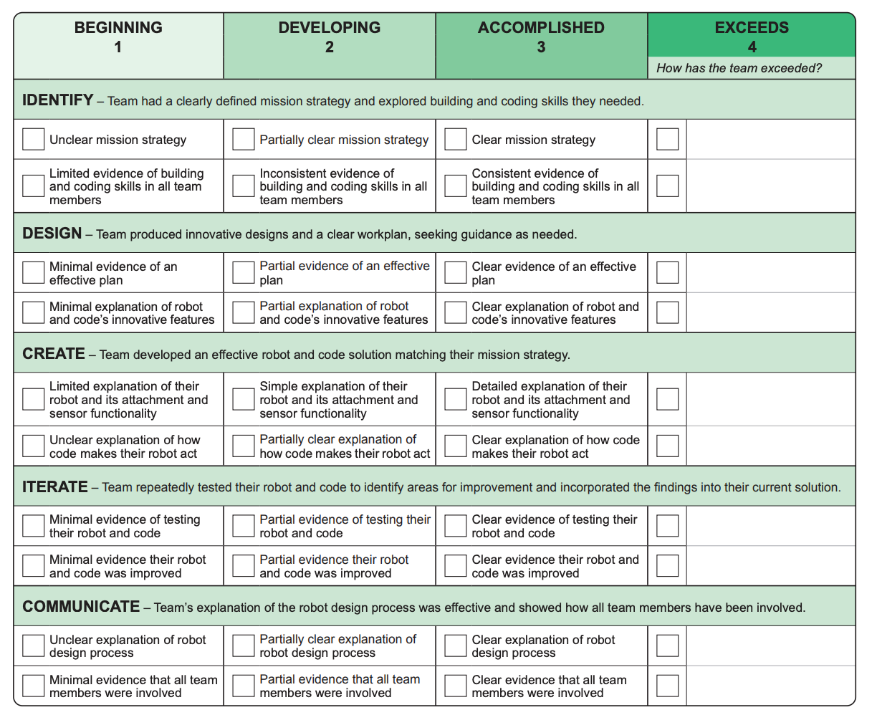 BEGINNING
1
DEVELOPING
2
ACCOMPLISHED
3
EXCEEDS
4
How has the team exceeded?
IDENTIFY – Team had a clearly defined mission strategy and explored building and coding skills they needed.
Unclear mission strategy
Partially clear mission strategy
Clear mission strategy
Limited evidence of building
and coding skills in all team
members
Inconsistent evidence of
building and coding skills in all
team members
Consistent evidence of
building and coding skills in all
team members
DESIGN – Team produced innovative designs and a clear workplan, seeking guidance as needed.
Minimal evidence of an
effective plan
Partial evidence of an effective
plan
Clear evidence of an effective
plan
Minimal explanation of robot
and code's innovative features
Partial explanation of robot
and code's innovative features
Clear explanation of robot and
code's innovative features
CREATE – Team developed an effective robot and code solution matching their mission strategy.
Limited explanation of their
robot and its attachment and
sensor functionality
Simple explanation of their
robot and its attachment and
sensor functionality
Detailed explanation of their
robot and its attachment and
sensor functionality
Unclear explanation of how
code makes their robot act
Partially clear explanation of
how code makes their robot act
Clear explanation of how code
makes their robot act
ITERATE – Team repeatedly tested their robot and code to identify areas for improvement and incorporated the findings into their current solution.
Minimal evidence of testing
their robot and code
Partial evidence of testing their
robot and code
Clear evidence of testing their
robot and code
Minimal evidence their robot
and code was improved
Partial evidence their robot
and code was improved
Clear evidence their robot and
code was improved
COMMUNICATE – Team's explanation of the robot design process was effective and showed how all team members have been involved.
Unclear explanation of robot
design process
Partially clear explanation of
robot design process
Clear explanation of robot
design process
Minimal evidence that all team
members were involved
Partial evidence that all team
members were involved
Clear evidence that all team
members were involved